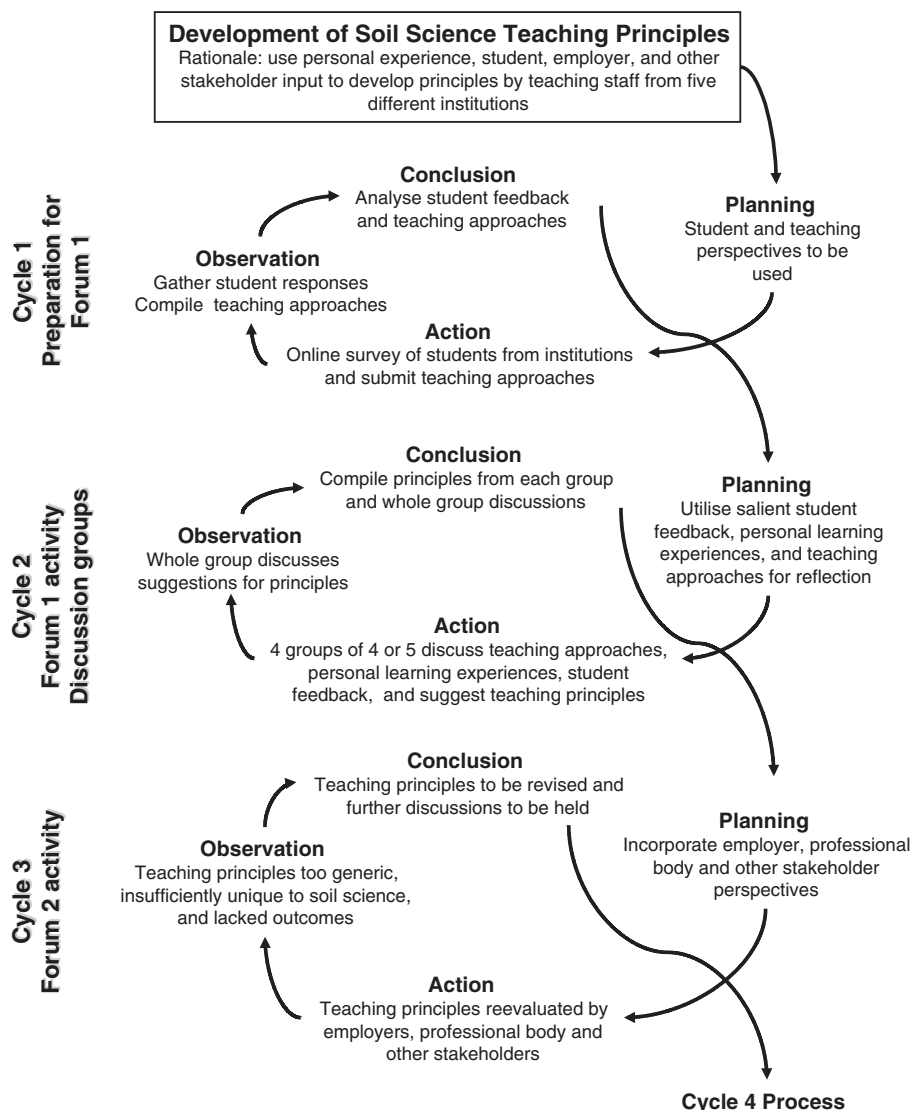 Development of Soil Science Teaching Principles
Rationale: use personal experience, student, employer, and other
stakeholder input to develop principles by teaching staff from five
different institutions
Cycle 1
Preparation for
Forum 1
Conclusion
Analyse student feedback
and teaching approaches
Planning
Student and teaching
perspectives to be
used
Observation
Gather student responses
Compile teaching approaches
Action
Online survey of students from institutions
and submit teaching approaches
Cycle 2
Forum 1 activity
Discussion groups
Conclusion
Compile principles from each group
and whole group discussions
Planning
Utilise salient student
feedback, personal learning
experiences, and teaching
approaches for reflection
Observation
Whole group discusses
suggestions for principles
Action
4 groups of 4 or 5 discuss teaching approaches,
personal learning experiences, student
feedback, and suggest teaching principles
Cycle 3
Forum 2 activity
Conclusion
Teaching principles to be revised and
further discussions to be held
Planning
Incorporate employer, professional
body and other stakeholder
perspectives
Observation
Teaching principles too generic,
insufficiently unique to soil science,
and lacked outcomes
Action
Teaching principles reevaluated by
employers, professional body and
other stakeholders
Cycle 4 Process